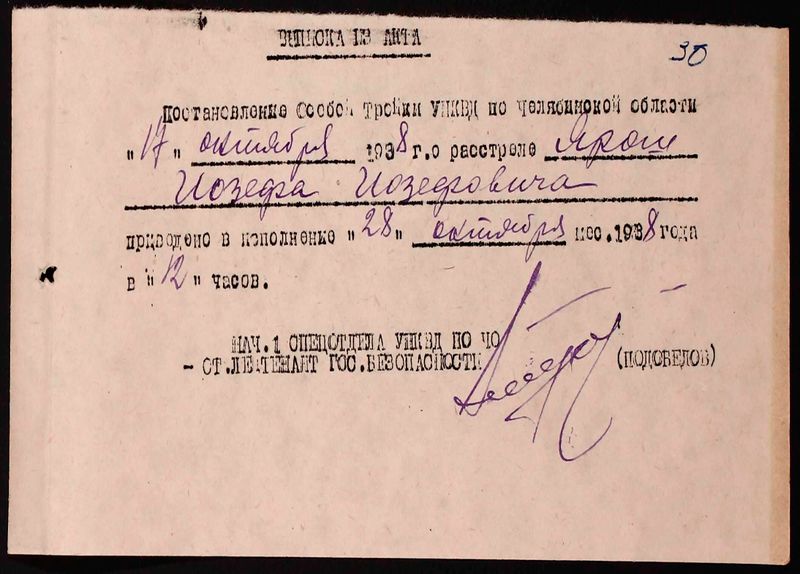 ВЫПИСКА ИЗ АКТА
30
Постановление Особой Тройки УНКВД по Челябинской области
"17" октября 1938 г.о расстреле Ярош
Иозефа Иозефовича
приведено в исполнение "28" октября мес. 1938 года
в "12" часов.
НАЧ.1 СПЕЦОТДЕЛА УНКВД ПО ЧО
- СТ.ЛЕЙТЕНАНТ ГОС.БЕЗОПАСНОСТИ (ПОДОБЕДОВ)